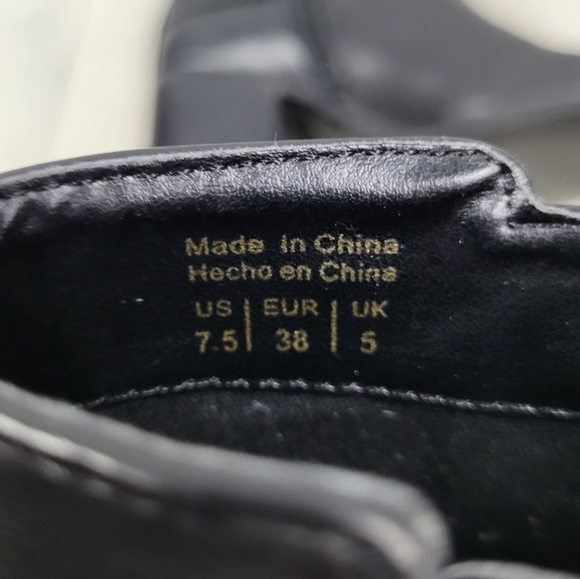 Made in China
Hecho en China
US | EUR | UK
7.5 | 38 | 5